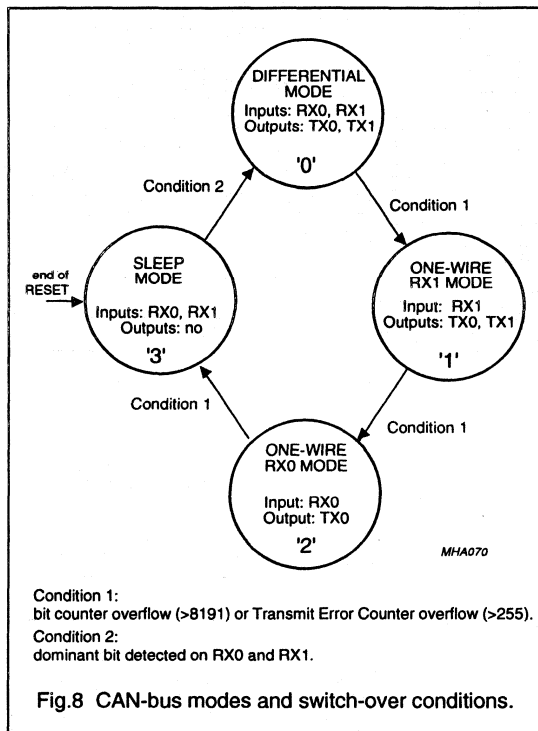 DIFFERENTIAL
MODE
Inputs: RX0, RX1
Outputs: TX0, TX1
'0'
Condition 2
Condition 1
SLEEP
MODE
Inputs: RX0, RX1
Outputs: no
'3'
end of
RESET
ONE-WIRE
RX1 MODE
Input: RX1
Outputs: TX0, TX1
'1'
Condition 1
Condition 1
ONE-WIRE
RX0 MODE
Input: RX0
Output: TX0
'2'
MHA070
Condition 1:
bit counter overflow (>8191) or Transmit Error Counter overflow (>255).
Condition 2:
dominant bit detected on RX0 and RX1.
Fig.8 CAN-bus modes and switch-over conditions.